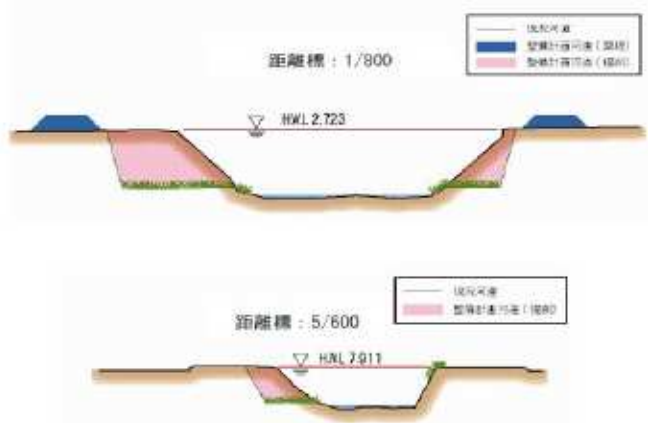 現況河道
整備計画河道（築堤）
整備計画河道（掘削）
距離標：1/800
HWL 2.723
現況河道
整備計画河道（掘削）
距離標：5/600
HWL 7.911